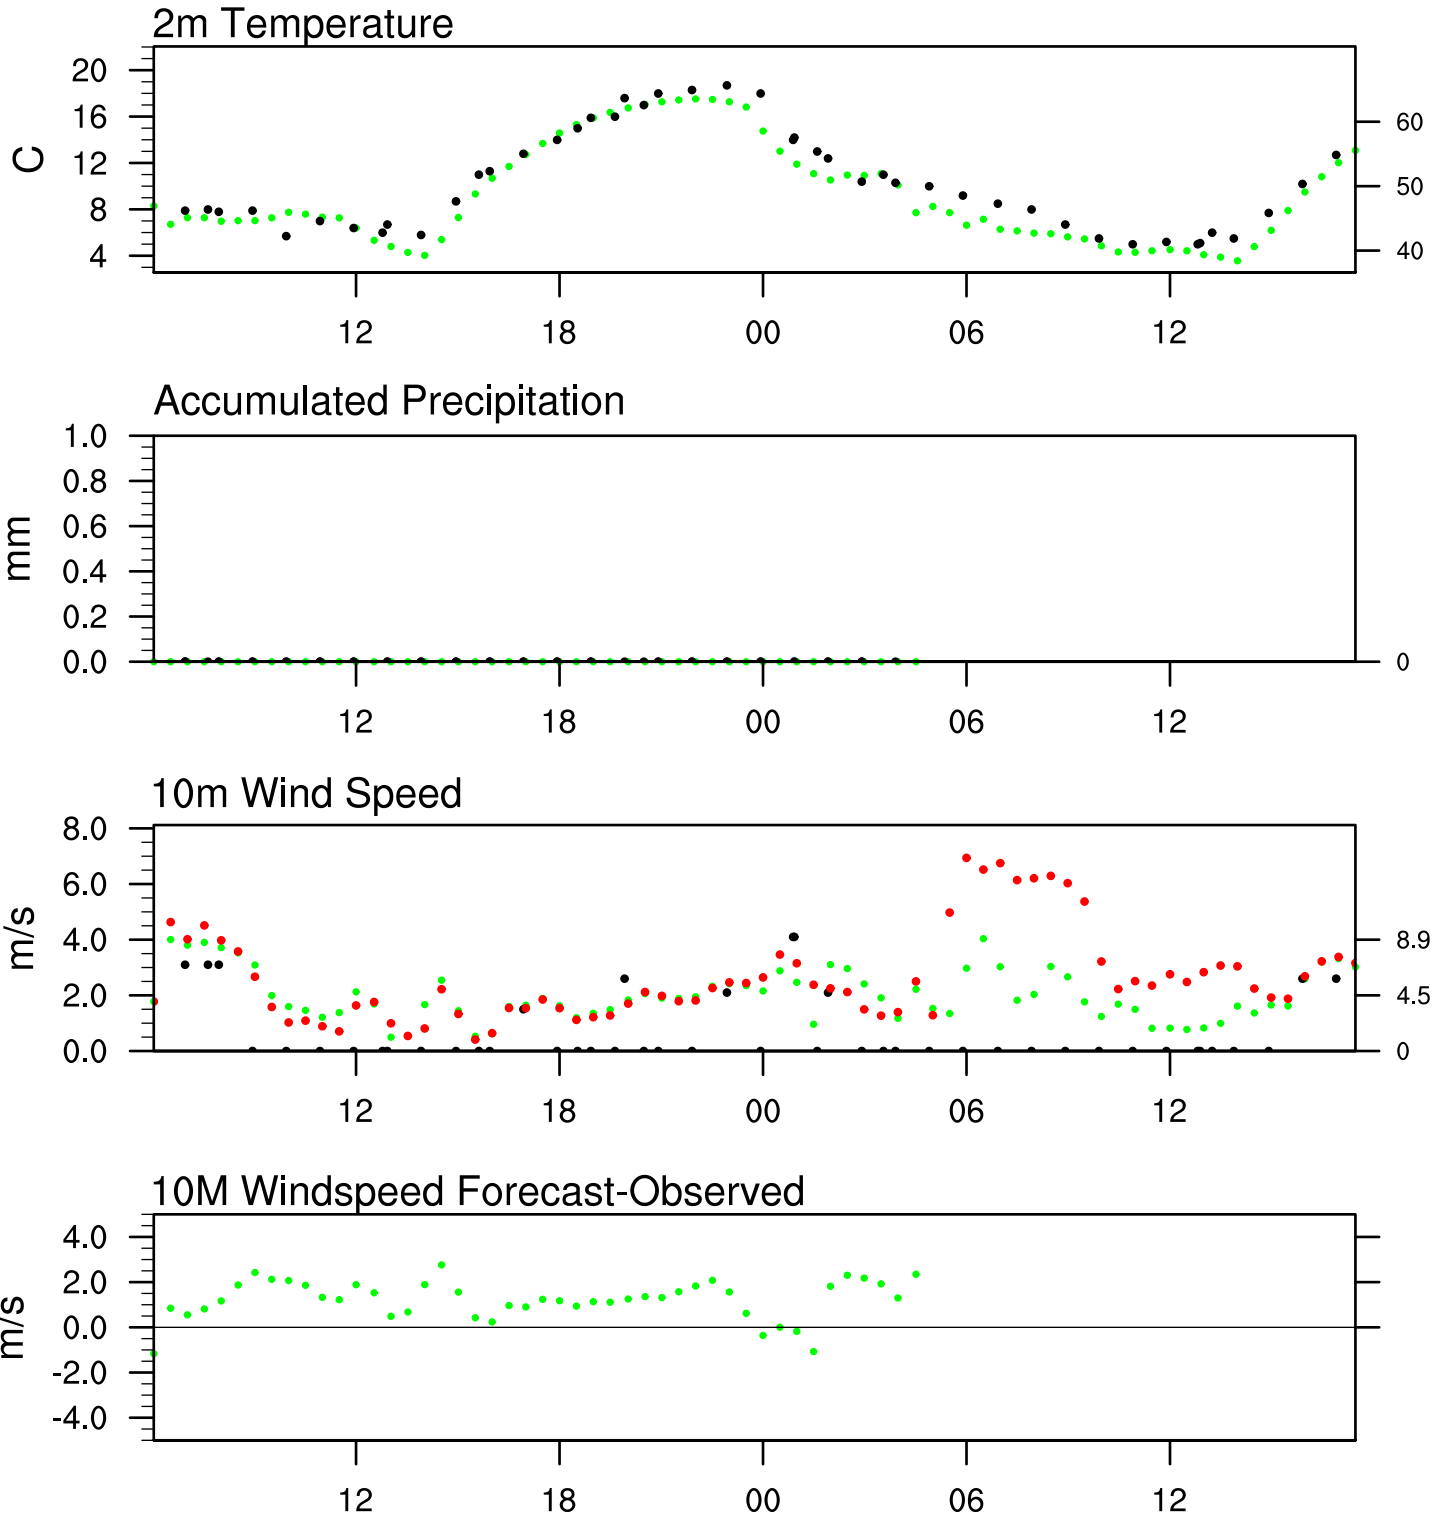 2m Temperature
20
16
12
8
4
C
60
50
40
12 18 00 06 12
Accumulated Precipitation
1.0
0.8
0.6
0.4
0.2
0.0
mm
0
12 18 00 06 12
10m Wind Speed
8.0
6.0
4.0
2.0
0.0
m/s
8.9
4.5
0
12 18 00 06 12
10M Windspeed Forecast-Observed
4.0
2.0
0.0
-2.0
-4.0
m/s
12 18 00 06 12